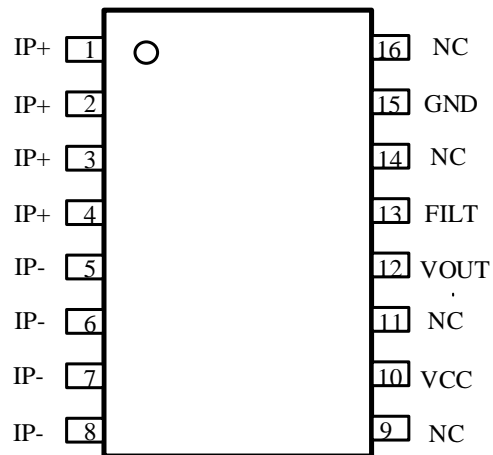 IP+ 1 16 NC
IP+ 2 15 GND
IP+ 3 14 NC
IP+ 4 13 FILT
IP- 5 12 VOUT
IP- 6 11 NC
IP- 7 10 VCC
IP- 8 9 NC